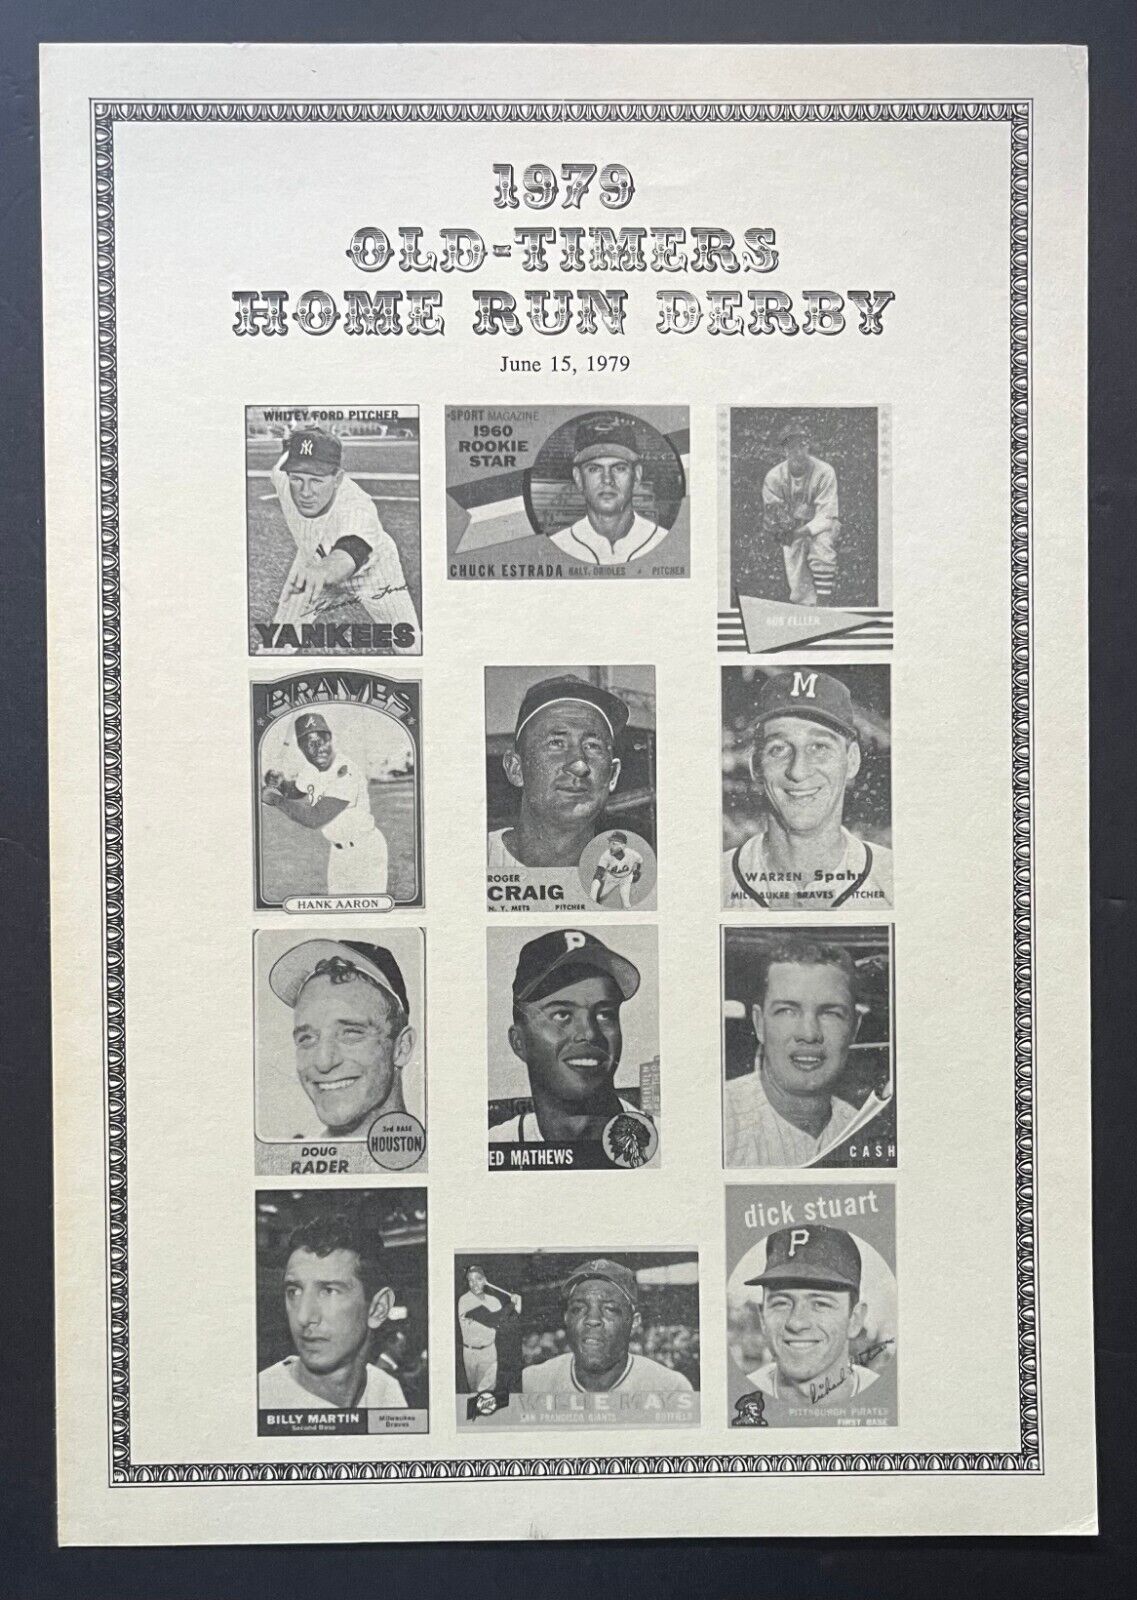 1979
OLD-TIMERS
HOME RUN DERBY
June 15, 1979
WHITEY FORD PITCHER
YANKEES
SPORT MAGAZINE
1960
ROOKIE
STAR
CHUCK ESTRADA BALT. ORIOLES • PITCHER
BOB FELLER
BRAVES
HANK AARON
ROGER
CRAIG
N. Y. METS PITCHER
M
WARREN Spahn
MILWAUKEE BRAVES PITCHER
DOUG
RADER
3rd BASE
HOUSTON
P
ED MATHEWS
CASH
BILLY MARTIN
Second Base
Milwaukee
Braves
WILLIE MAYS
SAN FRANCISCO GIANTS OUTFIELD
dick stuart
P
PITTSBURGH PIRATES
FIRST BASE